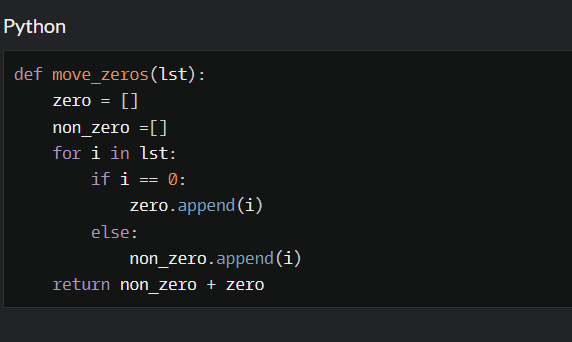 Python
def move_zeros(lst):
    zero = []
    non_zero =[]
    for i in lst:
        if i == 0:
            zero.append(i)
        else:
            non_zero.append(i)
    return non_zero + zero